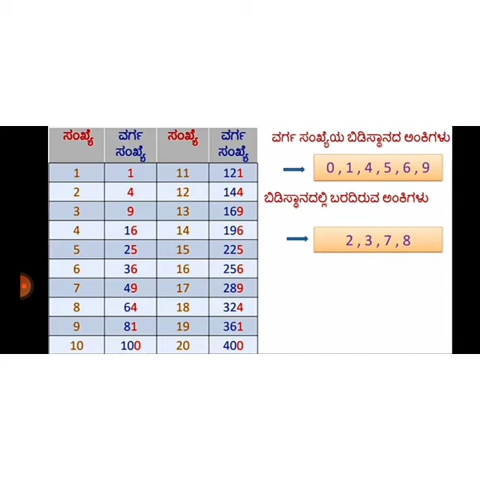 ಸಂಖ್ಯೆ ವರ್ಗ ಸಂಖ್ಯೆ ಸಂಖ್ಯೆ ವರ್ಗ ಸಂಖ್ಯೆ
1 1 11 121
2 4 12 144
3 9 13 169
4 16 14 196
5 25 15 225
6 36 16 256
7 49 17 289
8 64 18 324
9 81 19 361
10 100 20 400
ವರ್ಗ ಸಂಖ್ಯೆಯ ಬಿಡಿಸ್ಥಾನದ ಅಂಕಿಗಳು
0 , 1 , 4 , 5 , 6 , 9
ಬಿಡಿಸ್ಥಾನದಲ್ಲಿ ಬರದಿರುವ ಅಂಕಿಗಳು
2 , 3 , 7 , 8